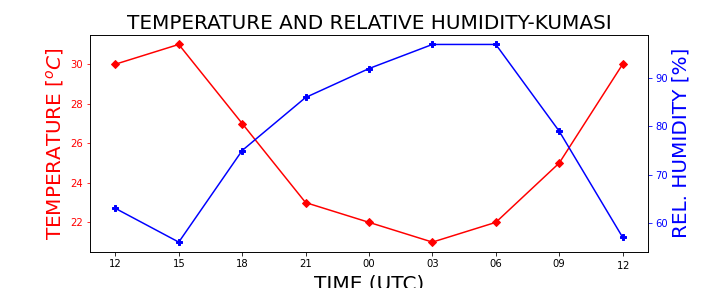 TEMPERATURE AND RELATIVE HUMIDITY-KUMASI
TEMPERATURE [°C]
30
28
26
24
22
90
80
70
60
REL. HUMIDITY [%]
12 15 18 21 00 03 06 09 12
TIME (UTC)